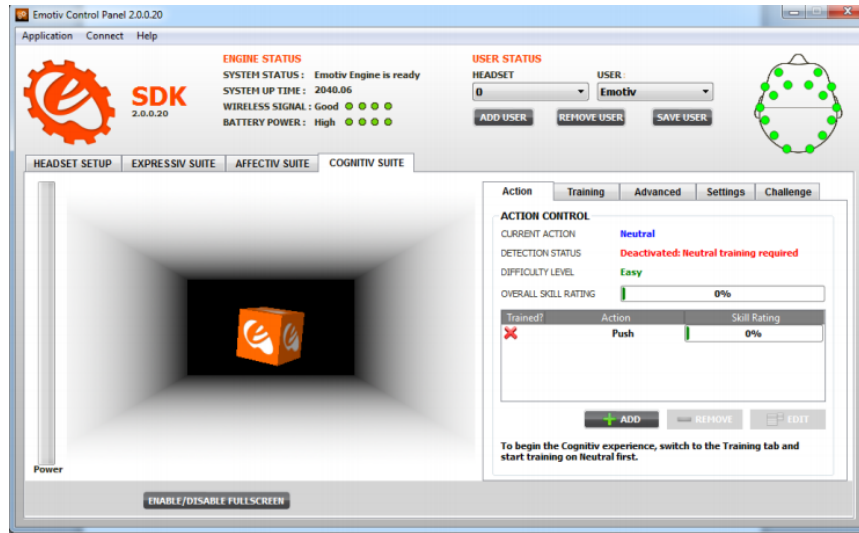 Emotiv Control Panel 2.0.0.20
Application Connect Help
SDK
2.0.0.20
ENGINE STATUS
SYSTEM STATUS : Emotiv Engine is ready
SYSTEM UP TIME : 2040.06
WIRELESS SIGNAL : Good
BATTERY POWER : High
USER STATUS
HEADSET USER:
0 Emotiv
ADD USER REMOVE USER SAVE USER
HEADSET SETUP EXPRESSIV SUITE AFFECTIV SUITE COGNITIV SUITE
Power
ENABLE/DISABLE FULLSCREEN
Action Training Advanced Settings Challenge
ACTION CONTROL
CURRENT ACTION Neutral
DETECTION STATUS Deactivated: Neutral training required
DIFFICULTY LEVEL Easy
OVERALL SKILL RATING 0%
Trained? Action Skill Rating
Push 0%
ADD REMOVE EDIT
To begin the Cognitiv experience, switch to the Training tab and
start training on Neutral first.